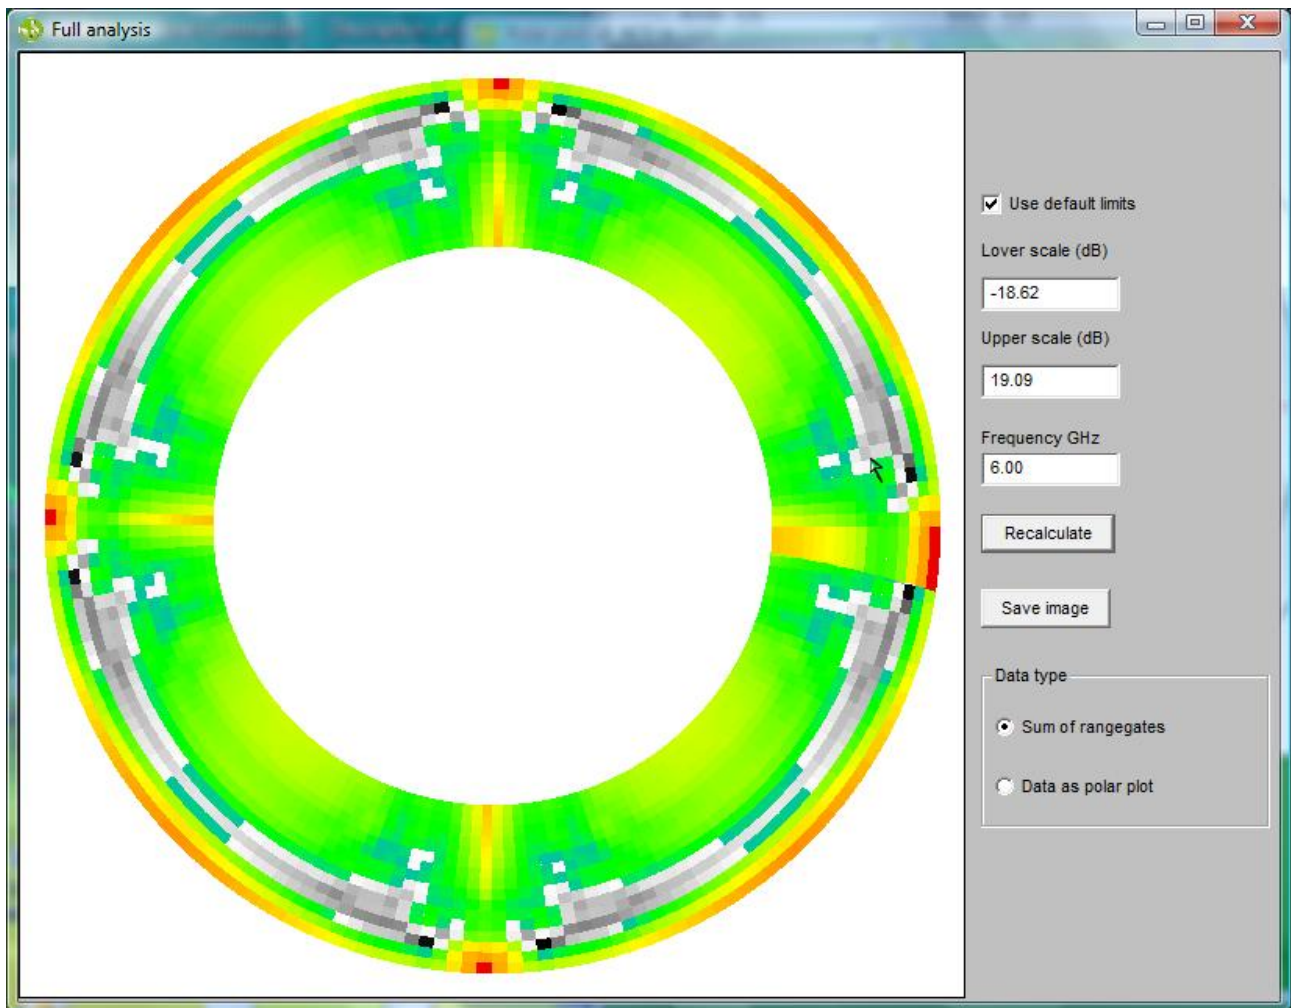 Full analysis
Use default limits
Lover scale (dB)
-18.62
Upper scale (dB)
19.09
Frequency GHz
6.00
Recalculate
Save image
Data type
Sum of rangegates
Data as polar plot